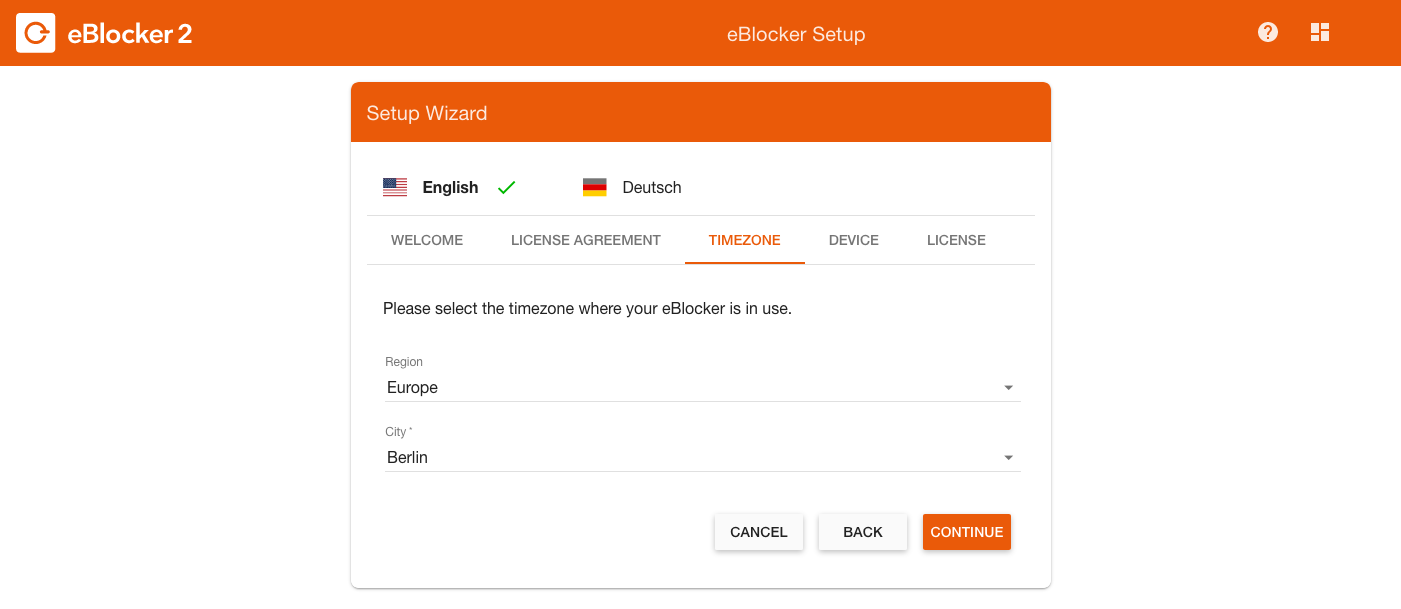 eBlocker 2
eBlocker Setup
Setup Wizard
English
Deutsch
WELCOME
LICENSE AGREEMENT
TIMEZONE
DEVICE
LICENSE
Please select the timezone where your eBlocker is in use.
Region
Europe
City *
Berlin
CANCEL
BACK
CONTINUE